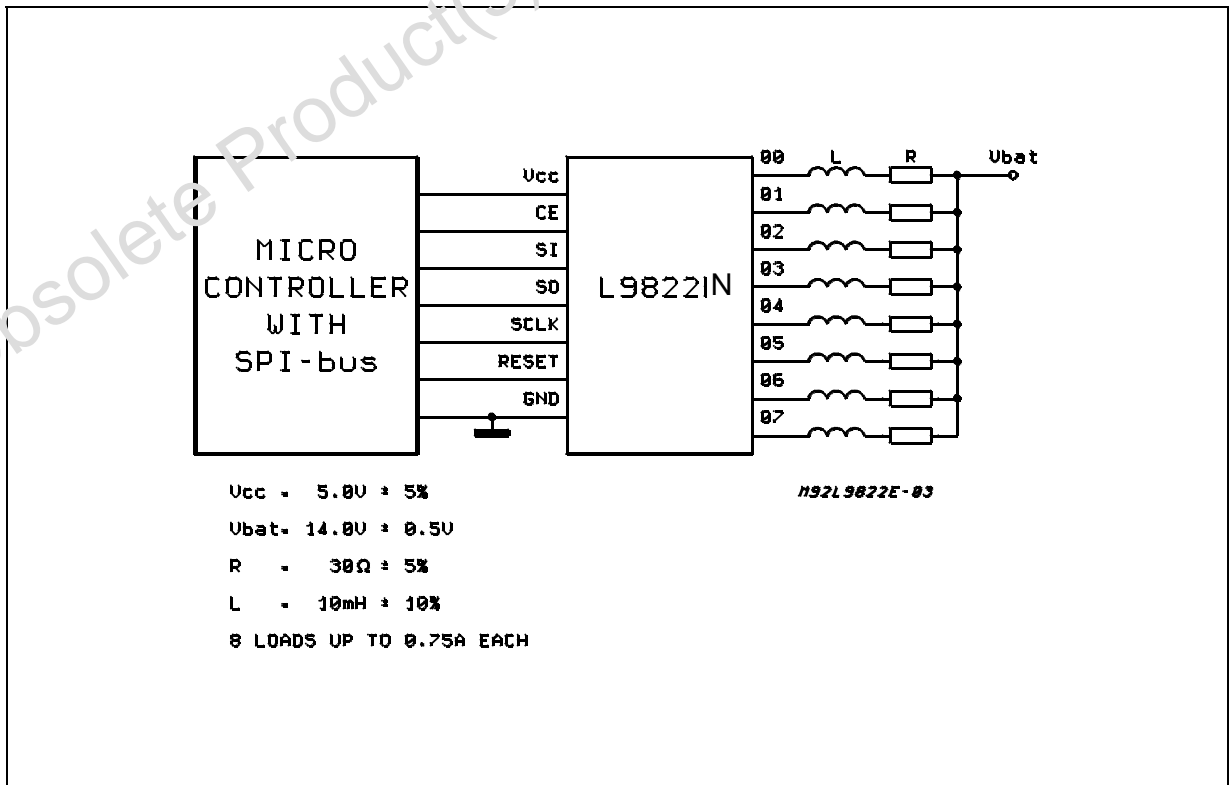 obsolete Product(s)
MICRO
CONTROLLER
WITH
SPI-bus
Vcc
CE
SI
SO
SCLK
RESET
GND
L9822IN
00
01
02
03
04
05
06
07
L
R
Vbat
Vcc = 5.0V ± 5%
Vbat= 14.0V ± 0.5V
R = 30Ω ± 5%
L = 10mH ± 10%
8 LOADS UP TO 0.75A EACH
M92L9822E-03